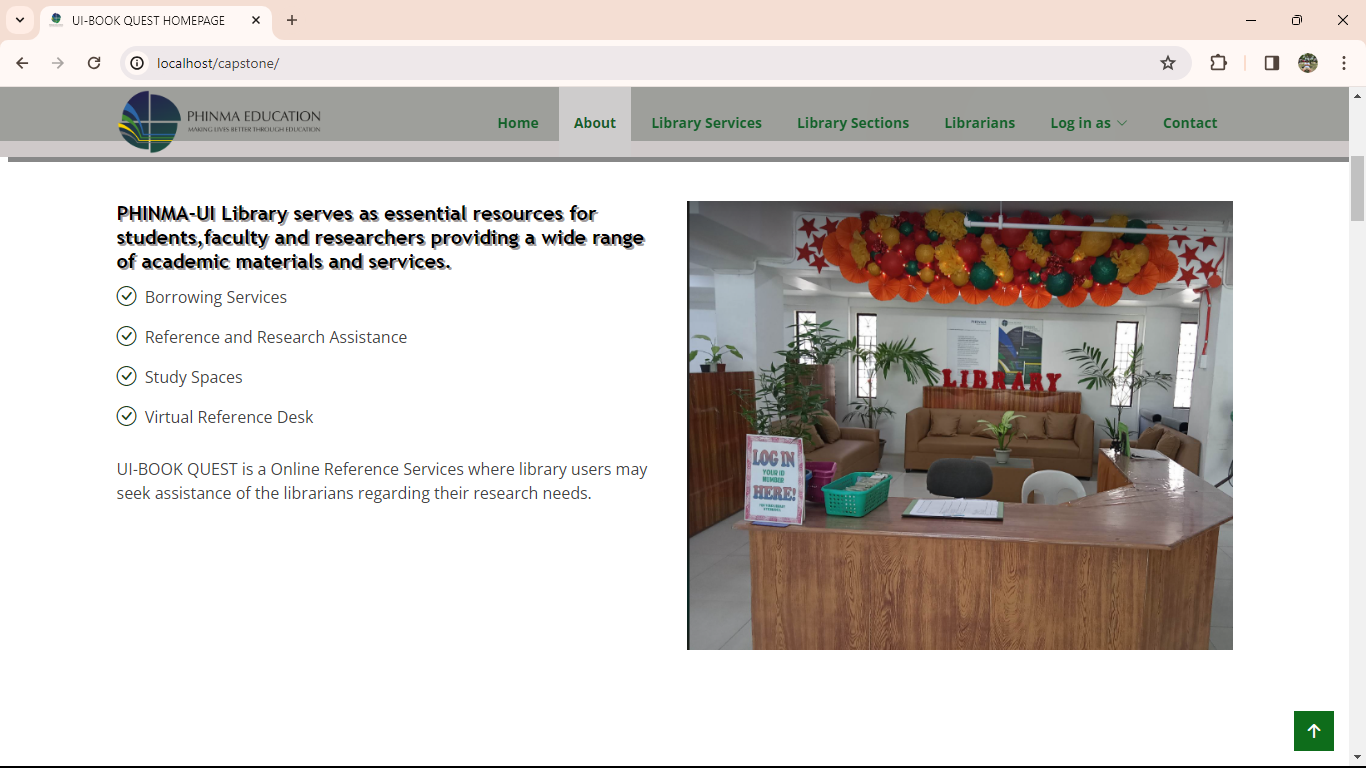 UI-BOOK QUEST HOMEPAGE
localhost/capstone/
PHINMA EDUCATION
MAKING LIVES BETTER THROUGH EDUCATION
Home
About
Library Services
Library Sections
Librarians
Log in as
Contact
PHINMA-UI Library serves as essential resources for
students,faculty and researchers providing a wide range
of academic materials and services.
Borrowing Services
Reference and Research Assistance
Study Spaces
Virtual Reference Desk
UI-BOOK QUEST is a Online Reference Services where library users may
seek assistance of the librarians regarding their research needs.
PHINMA
LIBRARY
LOG IN
YOUR ID
NUMBER
HERE!